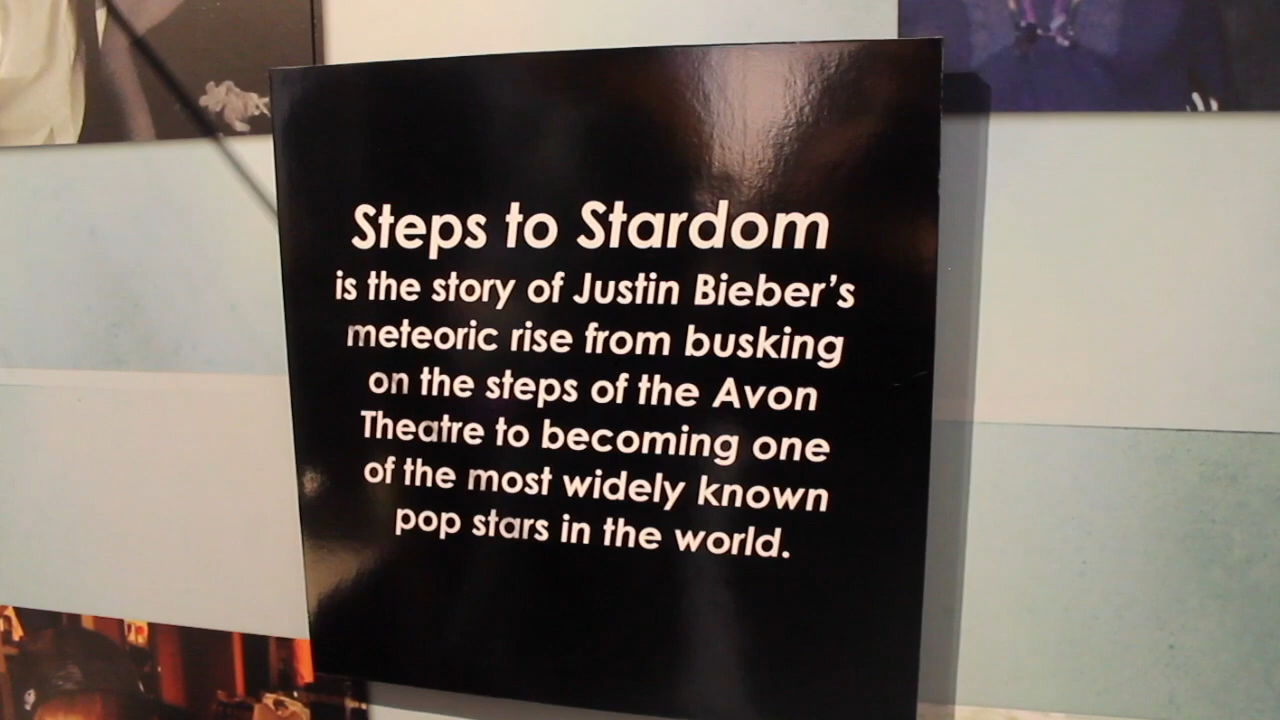 Steps to Stardom
is the story of Justin Bieber's
meteoric rise from busking
on the steps of the Avon
Theatre to becoming one
of the most widely known
pop stars in the world.